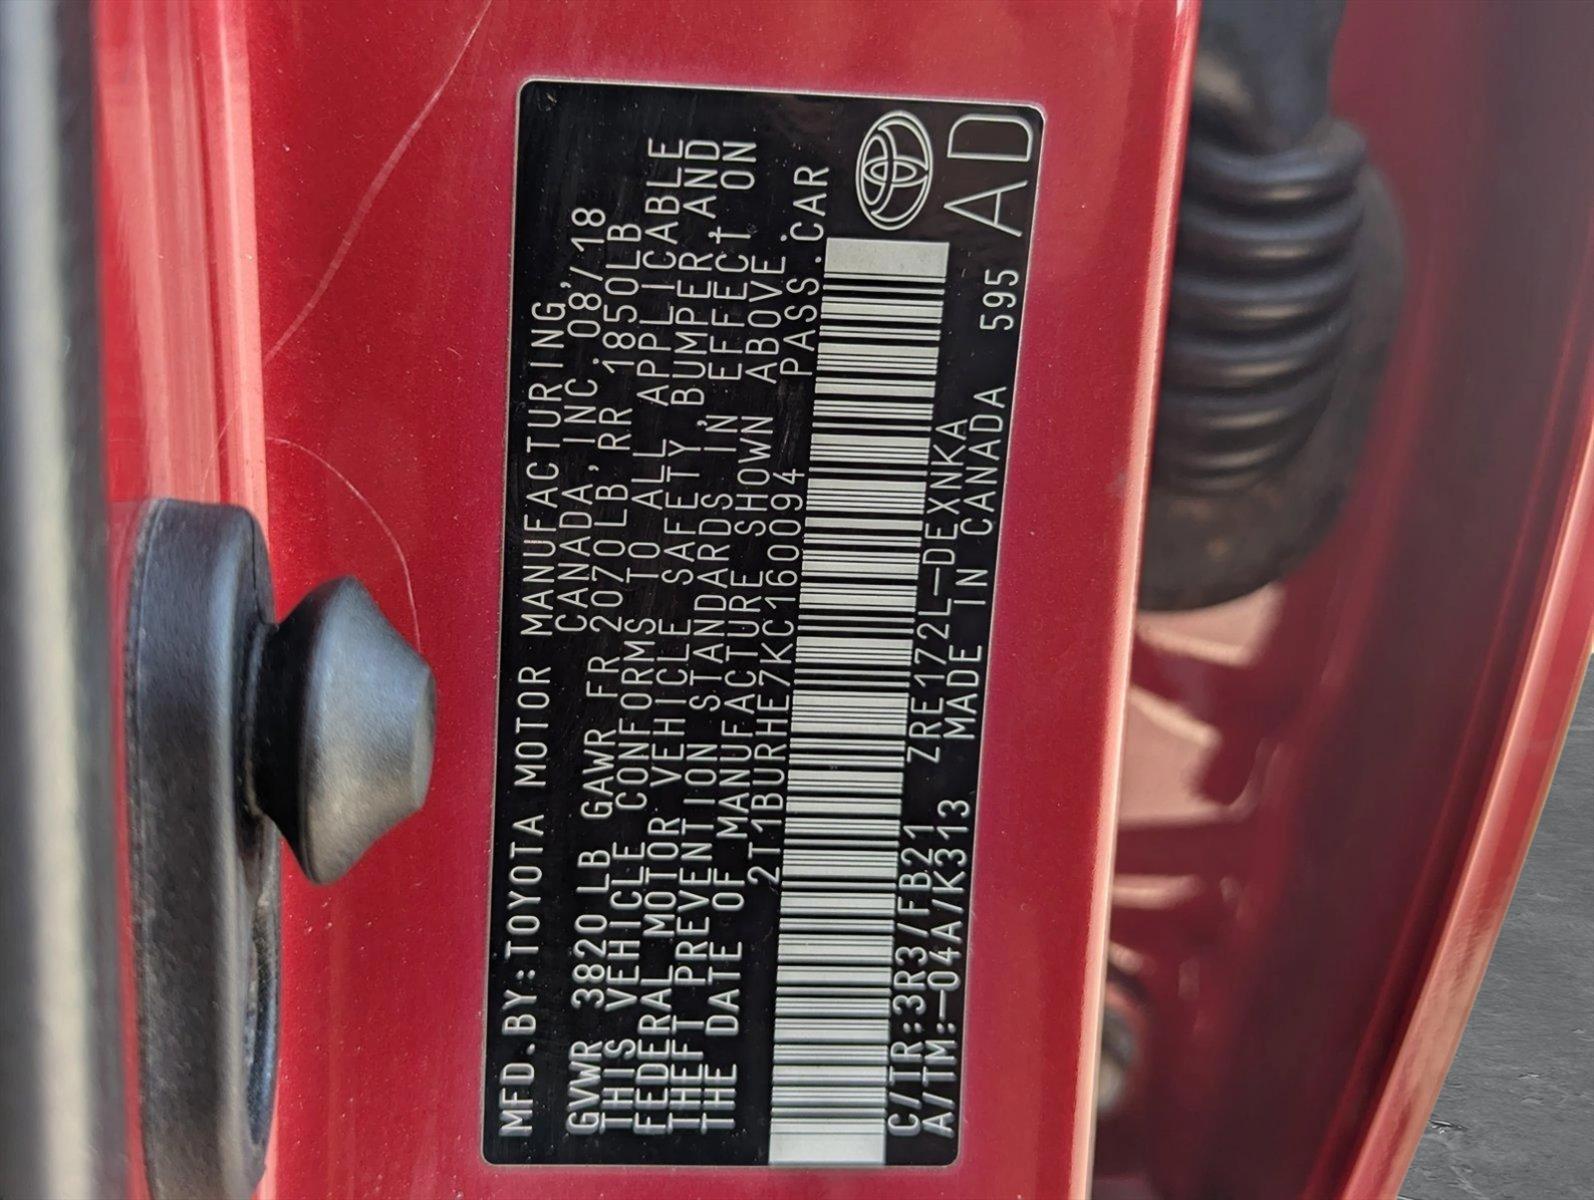 MFD.BY:TOYOTA MOTOR MANUFACTURING,
CANADA,INC.08/18
GVWR 3820LB GAWR FR 2070LB RR 1850LB
THIS VEHICLE CONFORMS TO ALL APPLICABLE
FEDERAL MOTOR VEHICLE SAFETY,BUMPER,AND
THEFT PREVENTION STANDARDS IN EFFECT ON
THE DATE OF MANUFACTURE SHOWN ABOVE.
2T1BURHE7KC160094 PASS.CAR
C/TR:3R3/FB21 ZRE172L-DEXNKA
A/TM:-04A/K313 MADE IN CANADA 595
AD